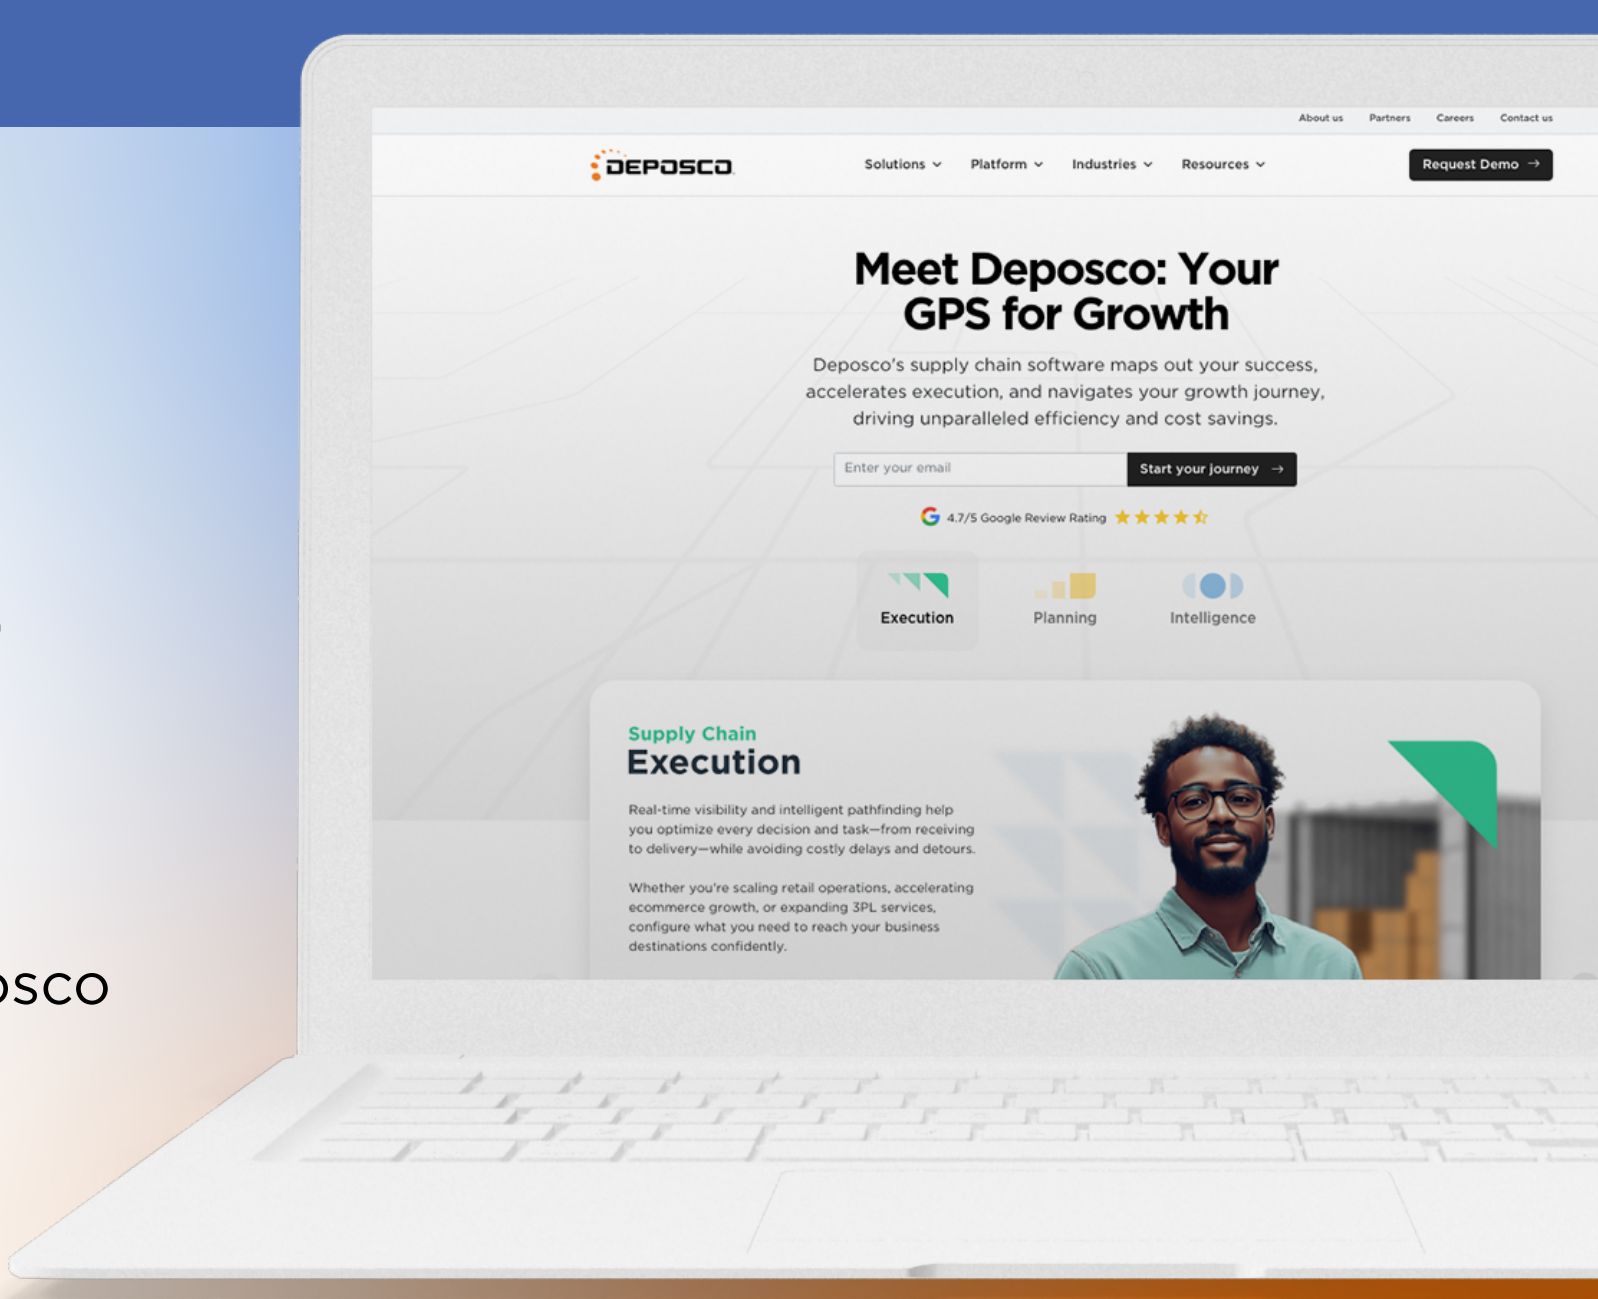 About us Partners Careers Contact us
DEPOSCO
Solutions Platform Industries Resources Request Demo →
Meet Deposco: Your
GPS for Growth
Deposco's supply chain software maps out your success,
accelerates execution, and navigates your growth journey,
driving unparalleled efficiency and cost savings.
Enter your email Start your journey →
G 4.7/5 Google Review Rating
Execution Planning Intelligence
Supply Chain
Execution
Real-time visibility and intelligent pathfinding help
you optimize every decision and task—from receiving
to delivery—while avoiding costly delays and detours.
Whether you're scaling retail operations, accelerating
ecommerce growth, or expanding 3PL services,
configure what you need to reach your business
destinations confidently.